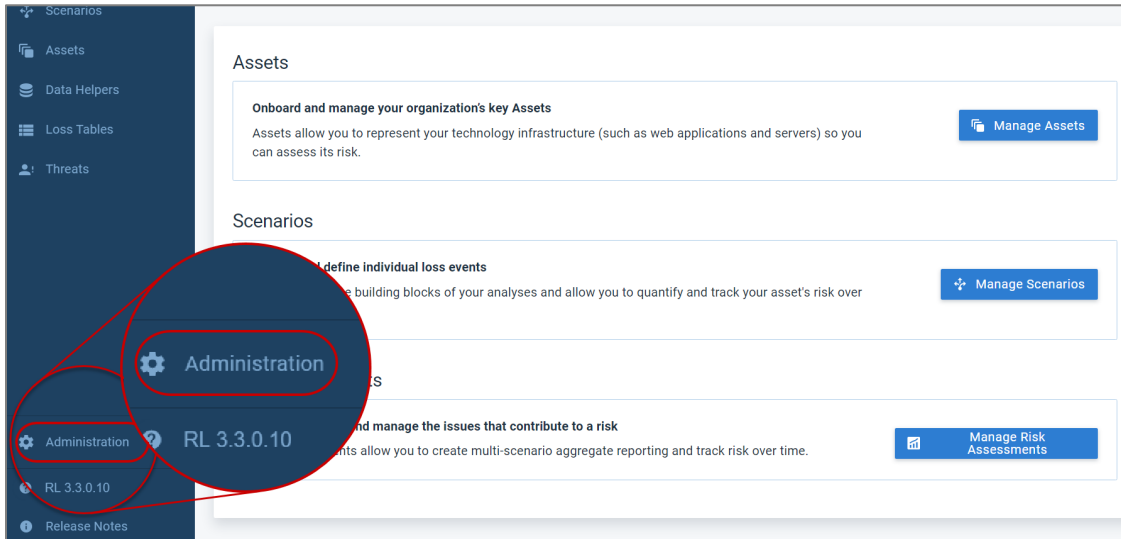 Scenarios
Assets
Data Helpers
Loss Tables
Threats
Administration
RL 3.3.0.10
Release Notes
Administration
RL 3.3.0.10
Assets
Onboard and manage your organization's key Assets
Assets allow you to represent your technology infrastructure (such as web applications and servers) so you
can assess its risk.
Manage Assets
Scenarios
define individual loss events
building blocks of your analyses and allow you to quantify and track your asset's risk over
Manage Scenarios
and manage the issues that contribute to a risk
allow you to create multi-scenario aggregate reporting and track risk over time.
Manage Risk
Assessments